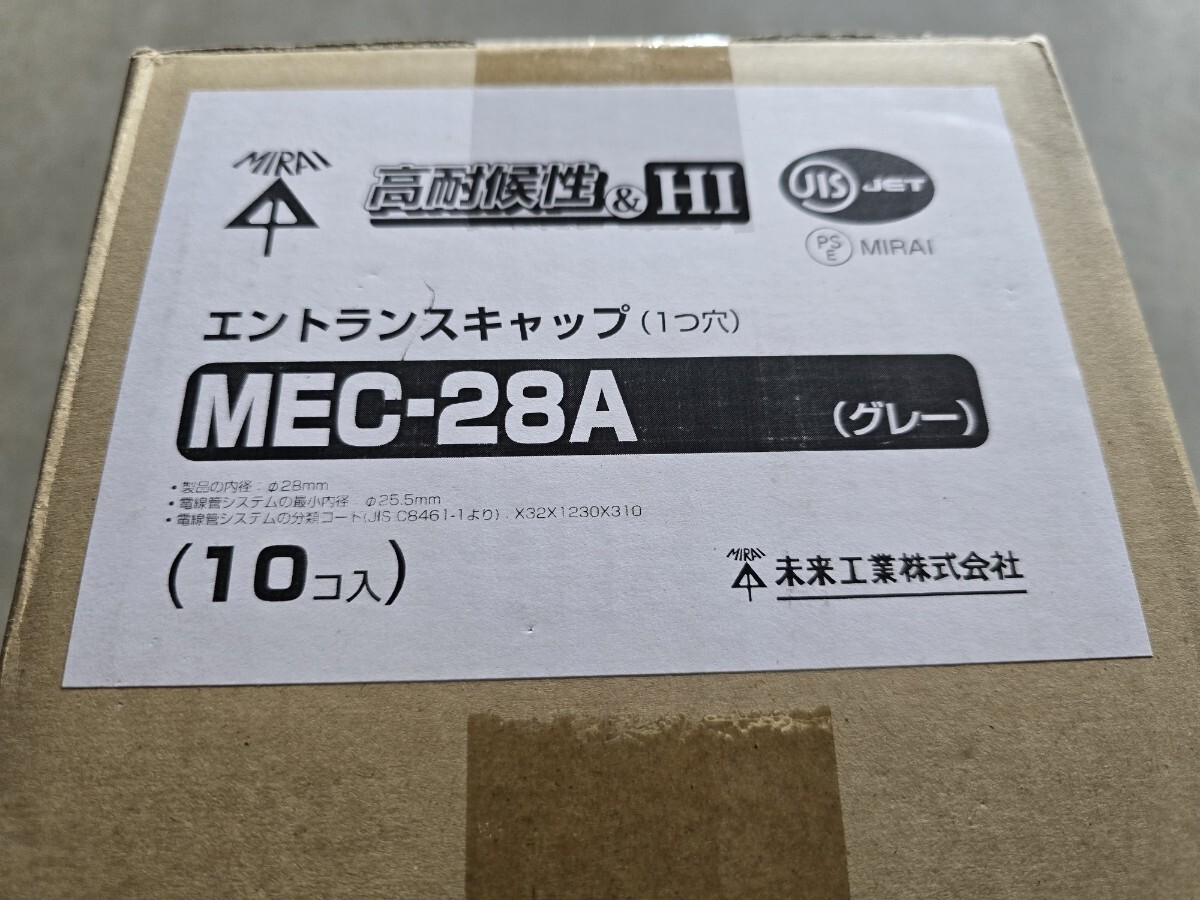 MIRAI
高耐候性&HI
JIS JET
PSE MIRAI
エントランスキャップ(1つ穴)
MEC-28A (グレー)
・製品の内径:φ28mm
・電線管システムの最小内径:φ25.5mm
・電線管システムの分類コート(JIS C8461-1より):X32X1230X310
(10コ入)
MIRAI 未来工業株式会社